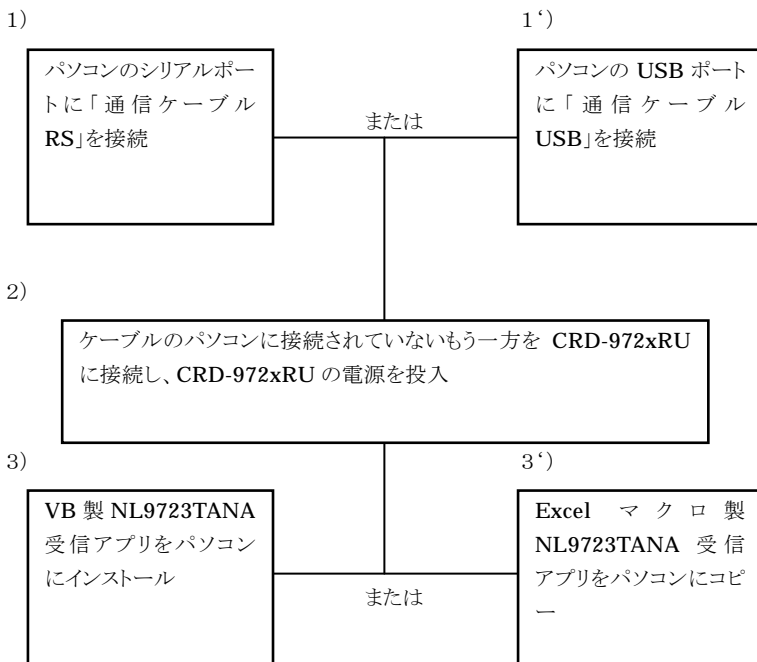 1)
パソコンのシリアルポー
トに「通信ケーブル
RS」を接続
または
1‘)
パソコンの USB ポート
に「通信ケーブル
USB」を接続
2)
ケーブルのパソコンに接続されていないもう一方を CRD-972xRU
に接続し、CRD-972xRU の電源を投入
3)
VB 製 NL9723TANA
受信アプリをパソコン
にインストール
または
3‘)
Excel マクロ製
NL9723TANA 受信
アプリをパソコンにコピ
ー